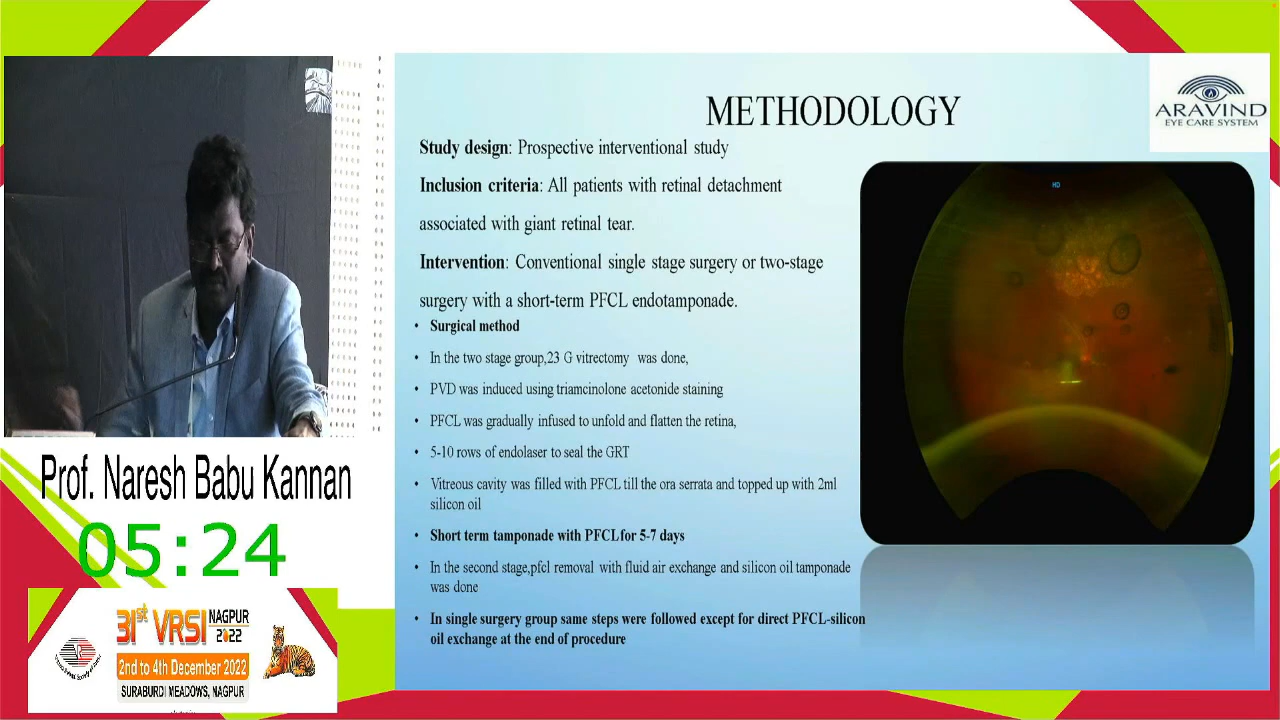 METHODOLOGY
ARAVIND
EYE CARE SYSTEM
Study design: Prospective interventional study
Inclusion criteria: All patients with retinal detachment
associated with giant retinal tear.
Intervention: Conventional single stage surgery or two-stage
surgery with a short-term PFCL endotamponade.
• Surgical method
• In the two stage group,23 G vitrectomy was done,
• PVD was induced using triamcinolone acetonide staining
• PFCL was gradually infused to unfold and flatten the retina,
• 5-10 rows of endolaser to seal the GRT
• Vitreous cavity was filled with PFCL till the ora serrata and topped up with 2ml
silicon oil
• Short term tamponade with PFCL for 5-7 days
• In the second stage,pfcl removal with fluid air exchange and silicon oil tamponade
was done
• In single surgery group same steps were followed except for direct PFCL-silicon
oil exchange at the end of procedure
HD
Prof. Naresh Babu Kannan
05:24
31st VRSI NAGPUR
2022
2nd to 4th December 2022
SURABURDI MEADOWS, NAGPUR